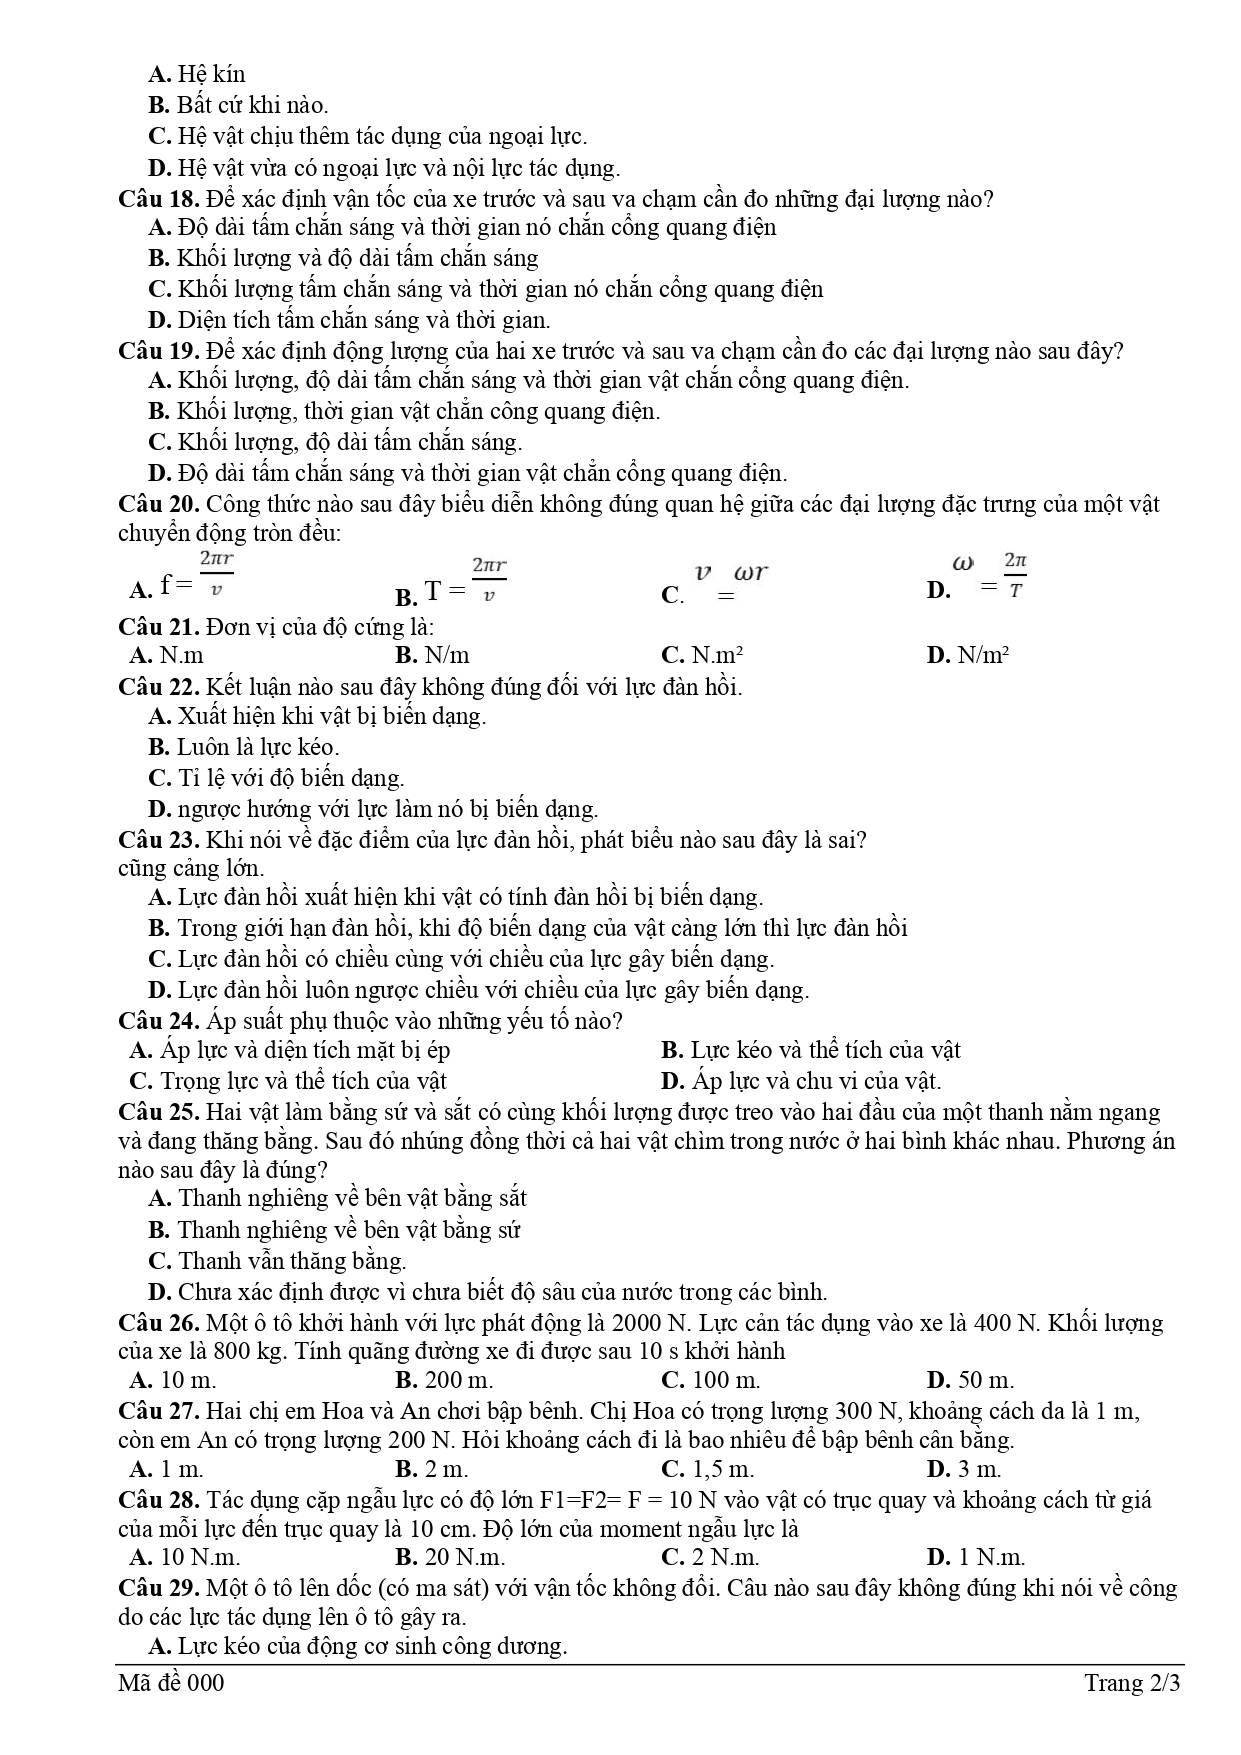 A. Hệ kín
B. Bất cứ khi nào.
C. Hệ vật chịu thêm tác dụng của ngoại lực.
D. Hệ vật vừa có ngoại lực và nội lực tác dụng.
Câu 18. Để xác định vận tốc của xe trước và sau va chạm cần đo những đại lượng nào?
A. Độ dài tấm chắn sáng và thời gian nó chắn cổng quang điện
B. Khối lượng và độ dài tấm chắn sáng
C. Khối lượng tấm chắn sáng và thời gian nó chắn cổng quang điện
D. Diện tích tấm chắn sáng và thời gian.
Câu 19. Để xác định động lượng của hai xe trước và sau va chạm cần đo các đại lượng nào sau đây?
A. Khối lượng, độ dài tấm chắn sáng và thời gian vật chắn cổng quang điện.
B. Khối lượng, thời gian vật chẳn công quang điện.
C. Khối lượng, độ dài tấm chắn sáng.
D. Độ dài tấm chắn sáng và thời gian vật chẳn cổng quang điện.
Câu 20. Công thức nào sau đây biểu diễn không đúng quan hệ giữa các đại lượng đặc trưng của một vật
chuyển động tròn đều:
A. f = 2πr/v B. T = 2πr/v C. v = ωr D. ω = 2π/T
Câu 21. Đơn vị của độ cứng là:
A. N.m B. N/m C. N.m² D. N/m²
Câu 22. Kết luận nào sau đây không đúng đối với lực đàn hồi.
A. Xuất hiện khi vật bị biến dạng.
B. Luôn là lực kéo.
C. Tỉ lệ với độ biến dạng.
D. ngược hướng với lực làm nó bị biến dạng.
Câu 23. Khi nói về đặc điểm của lực đàn hồi, phát biểu nào sau đây là sai?
cũng cảng lớn.
A. Lực đàn hồi xuất hiện khi vật có tính đàn hồi bị biến dạng.
B. Trong giới hạn đàn hồi, khi độ biến dạng của vật càng lớn thì lực đàn hồi
C. Lực đàn hồi có chiều cùng với chiều của lực gây biến dạng.
D. Lực đàn hồi luôn ngược chiều với chiều của lực gây biến dạng.
Câu 24. Áp suất phụ thuộc vào những yếu tố nào?
A. Áp lực và diện tích mặt bị ép B. Lực kéo và thể tích của vật
C. Trọng lực và thể tích của vật D. Áp lực và chu vi của vật.
Câu 25. Hai vật làm bằng sứ và sắt có cùng khối lượng được treo vào hai đầu của một thanh nằm ngang
và đang thăng bằng. Sau đó nhúng đồng thời cả hai vật chìm trong nước ở hai bình khác nhau. Phương án
nào sau đây là đúng?
A. Thanh nghiêng về bên vật bằng sắt
B. Thanh nghiêng về bên vật bằng sứ
C. Thanh vẫn thăng bằng.
D. Chưa xác định được vì chưa biết độ sâu của nước trong các bình.
Câu 26. Một ô tô khởi hành với lực phát động là 2000 N. Lực cản tác dụng vào xe là 400 N. Khối lượng
của xe là 800 kg. Tính quãng đường xe đi được sau 10 s khởi hành
A. 10 m. B. 200 m. C. 100 m. D. 50 m.
Câu 27. Hai chị em Hoa và An chơi bập bênh. Chị Hoa có trọng lượng 300 N, khoảng cách da là 1 m,
còn em An có trọng lượng 200 N. Hỏi khoảng cách đi là bao nhiêu để bập bênh cân bằng.
A. 1 m. B. 2 m. C. 1,5 m. D. 3 m.
Câu 28. Tác dụng cặp ngẫu lực có độ lớn F1=F2= F = 10 N vào vật có trục quay và khoảng cách từ giá
của mỗi lực đến trục quay là 10 cm. Độ lớn của moment ngẫu lực là
A. 10 N.m. B. 20 N.m. C. 2 N.m. D. 1 N.m.
Câu 29. Một ô tô lên dốc (có ma sát) với vận tốc không đổi. Câu nào sau đây không đúng khi nói về công
do các lực tác dụng lên ô tô gây ra.
A. Lực kéo của động cơ sinh công dương.
Mã đề 000 Trang 2/3